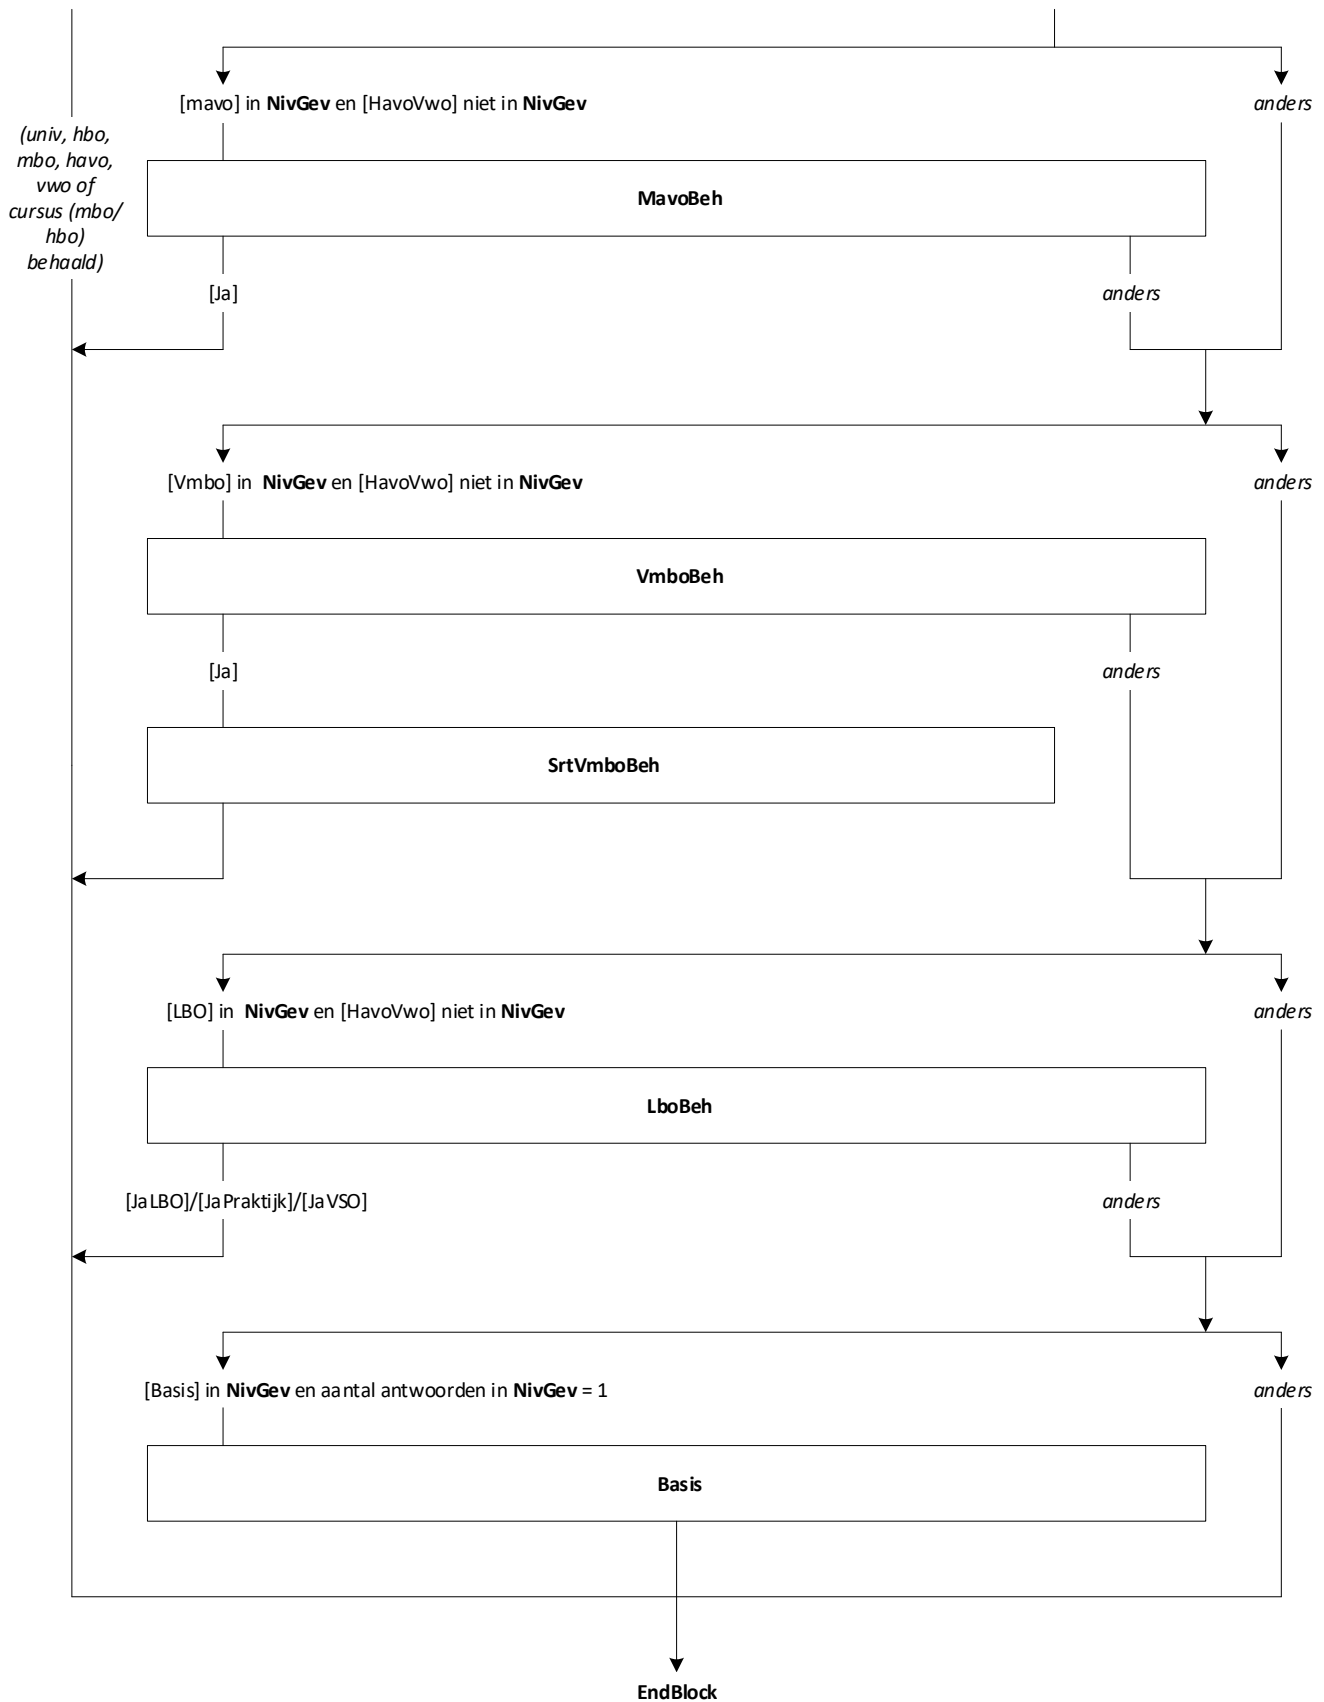 [mavo] in NivGev en [HavoVwo] niet in NivGev
anders
(univ, hbo,
mbo, havo,
vwo of
cursus (mbo/
hbo)
behaald)
MavoBeh
[Ja]
anders
[Vmbo] in NivGev en [HavoVwo] niet in NivGev
anders
VmboBeh
[Ja]
anders
SrtVmboBeh
[LBO] in NivGev en [HavoVwo] niet in NivGev
anders
LboBeh
[JaLBO]/[JaPraktijk]/[JaVSO]
anders
[Basis] in NivGev en aantal antwoorden in NivGev = 1
anders
Basis
EndBlock